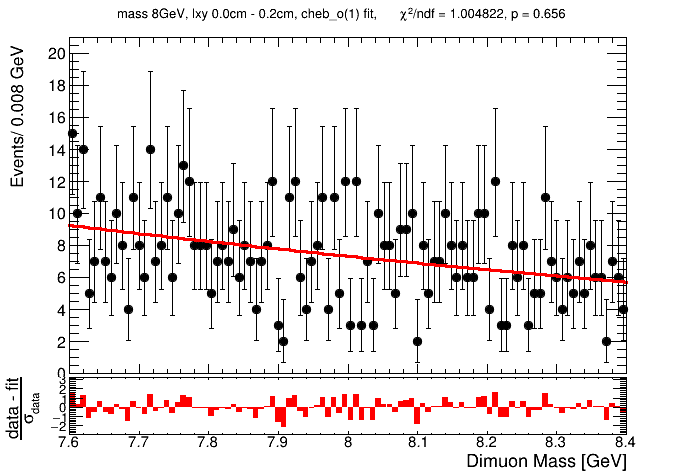 mass 8GeV, lxy 0.0cm - 0.2cm, cheb_o(1) fit, χ²/ndf = 1.004822, p = 0.656
Events/ 0.008 GeV
20
18
16
14
12
10
8
6
4
2
0
data - fit
σdata
3
2
1
0
−1
−2
7.6 7.7 7.8 7.9 8 8.1 8.2 8.3 8.4
Dimuon Mass [GeV]